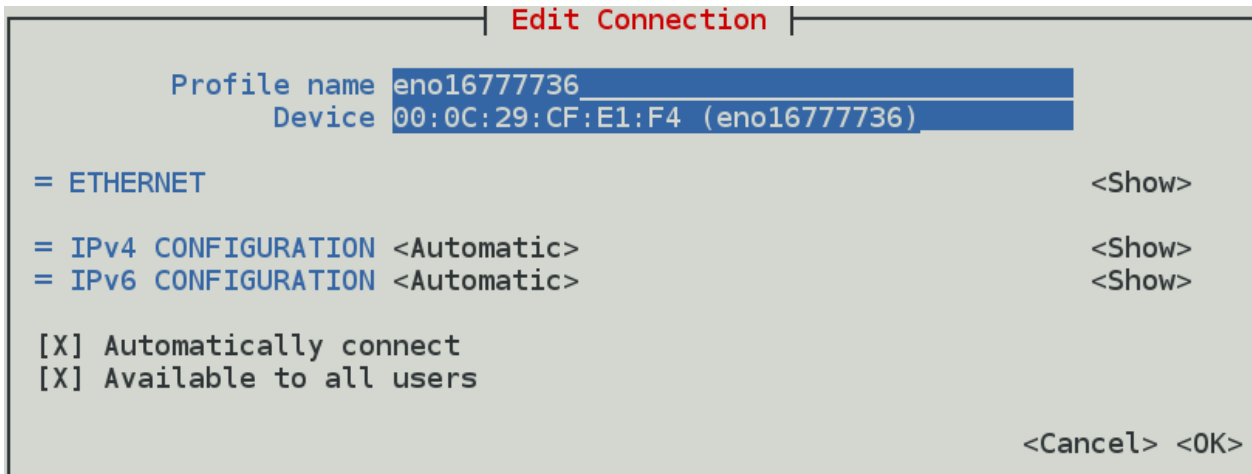 Edit Connection
Profile name eno16777736
Device 00:0C:29:CF:E1:F4 (eno16777736)
= ETHERNET <Show>
= IPv4 CONFIGURATION <Automatic> <Show>
= IPv6 CONFIGURATION <Automatic> <Show>
[X] Automatically connect
[X] Available to all users
<Cancel> <OK>